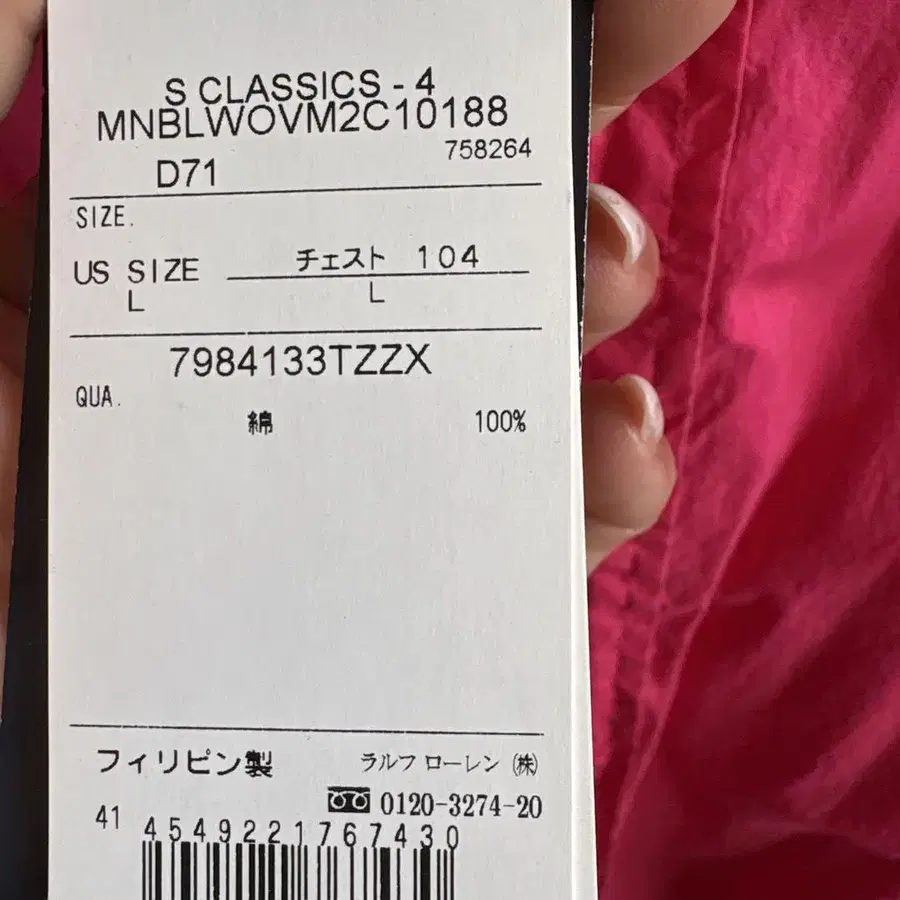 S CLASSICS - 4
MNBLWOVM2C10188
758264
D71
SIZE.
US SIZE チェスト 104
L L
7984133TZZX
QUA.
綿 100%
フィリピン製 ラルフ ローレン (株)
0120-3274-20
41 4549221767430